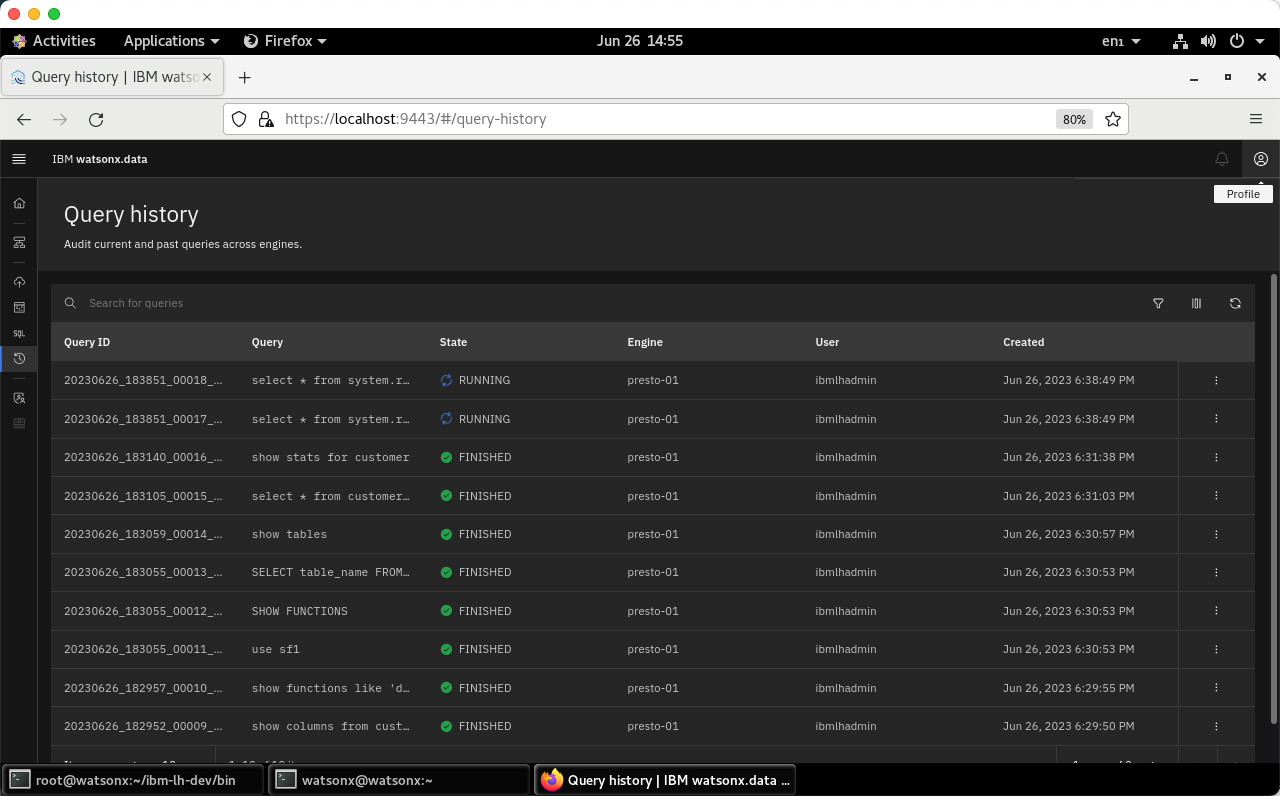 Activities Applications Firefox Jun 26 14:55 en₁
Query history | IBM watso
https://localhost:9443/#/query-history 80%
IBM watsonx.data
Profile
Query history
Audit current and past queries across engines.
Search for queries
Query ID Query State Engine User Created
20230626_183851_00018_... select * from system.r... RUNNING presto-01 ibmlhadmin Jun 26, 2023 6:38:49 PM
20230626_183851_00017_... select * from system.r... RUNNING presto-01 ibmlhadmin Jun 26, 2023 6:38:49 PM
20230626_183140_00016_... show stats for customer FINISHED presto-01 ibmlhadmin Jun 26, 2023 6:31:38 PM
20230626_183105_00015_... select * from customer... FINISHED presto-01 ibmlhadmin Jun 26, 2023 6:31:03 PM
20230626_183059_00014_... show tables FINISHED presto-01 ibmlhadmin Jun 26, 2023 6:30:57 PM
20230626_183055_00013_... SELECT table_name FROM... FINISHED presto-01 ibmlhadmin Jun 26, 2023 6:30:53 PM
20230626_183055_00012_... SHOW FUNCTIONS FINISHED presto-01 ibmlhadmin Jun 26, 2023 6:30:53 PM
SQL
20230626_183055_00011_... use sf1 FINISHED presto-01 ibmlhadmin Jun 26, 2023 6:30:53 PM
20230626_182957_00010_... show functions like 'd... FINISHED presto-01 ibmlhadmin Jun 26, 2023 6:29:55 PM
20230626_182952_00009_... show columns from cust... FINISHED presto-01 ibmlhadmin Jun 26, 2023 6:29:50 PM
root@watsonx:~/ibm-lh-dev/bin watsonx@watsonx:~ Query history | IBM watsonx.data ...